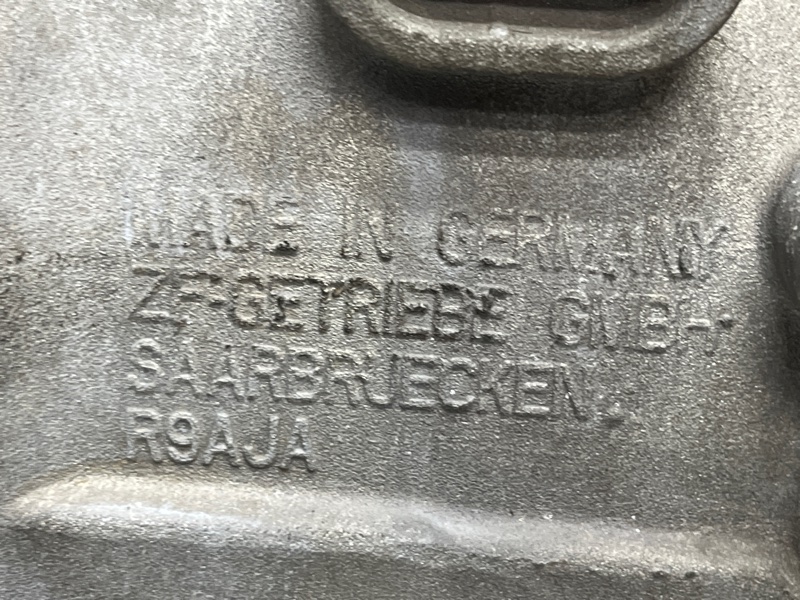 MADE IN GERMANY
ZF-GETRIEBE GMBH
SAARBRUECKEN
R9AJA